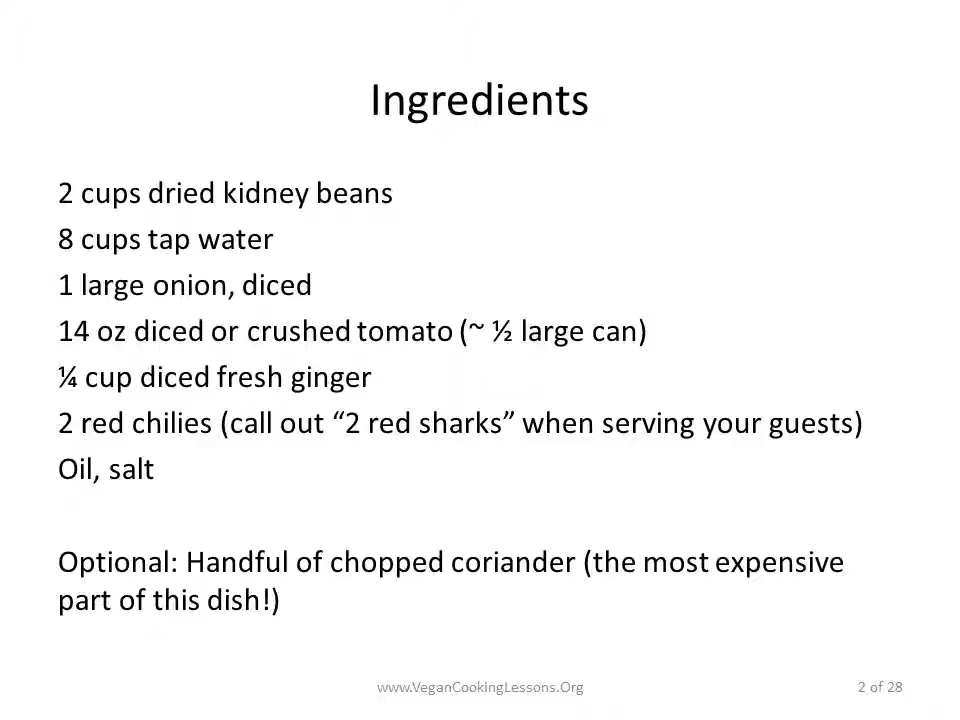 Ingredients
2 cups dried kidney beans
8 cups tap water
1 large onion, diced
14 oz diced or crushed tomato (~ ½ large can)
¼ cup diced fresh ginger
2 red chilies (call out “2 red sharks” when serving your guests)
Oil, salt
Optional: Handful of chopped coriander (the most expensive
part of this dish!)
www.VeganCookingLessons.Org
2 of 28